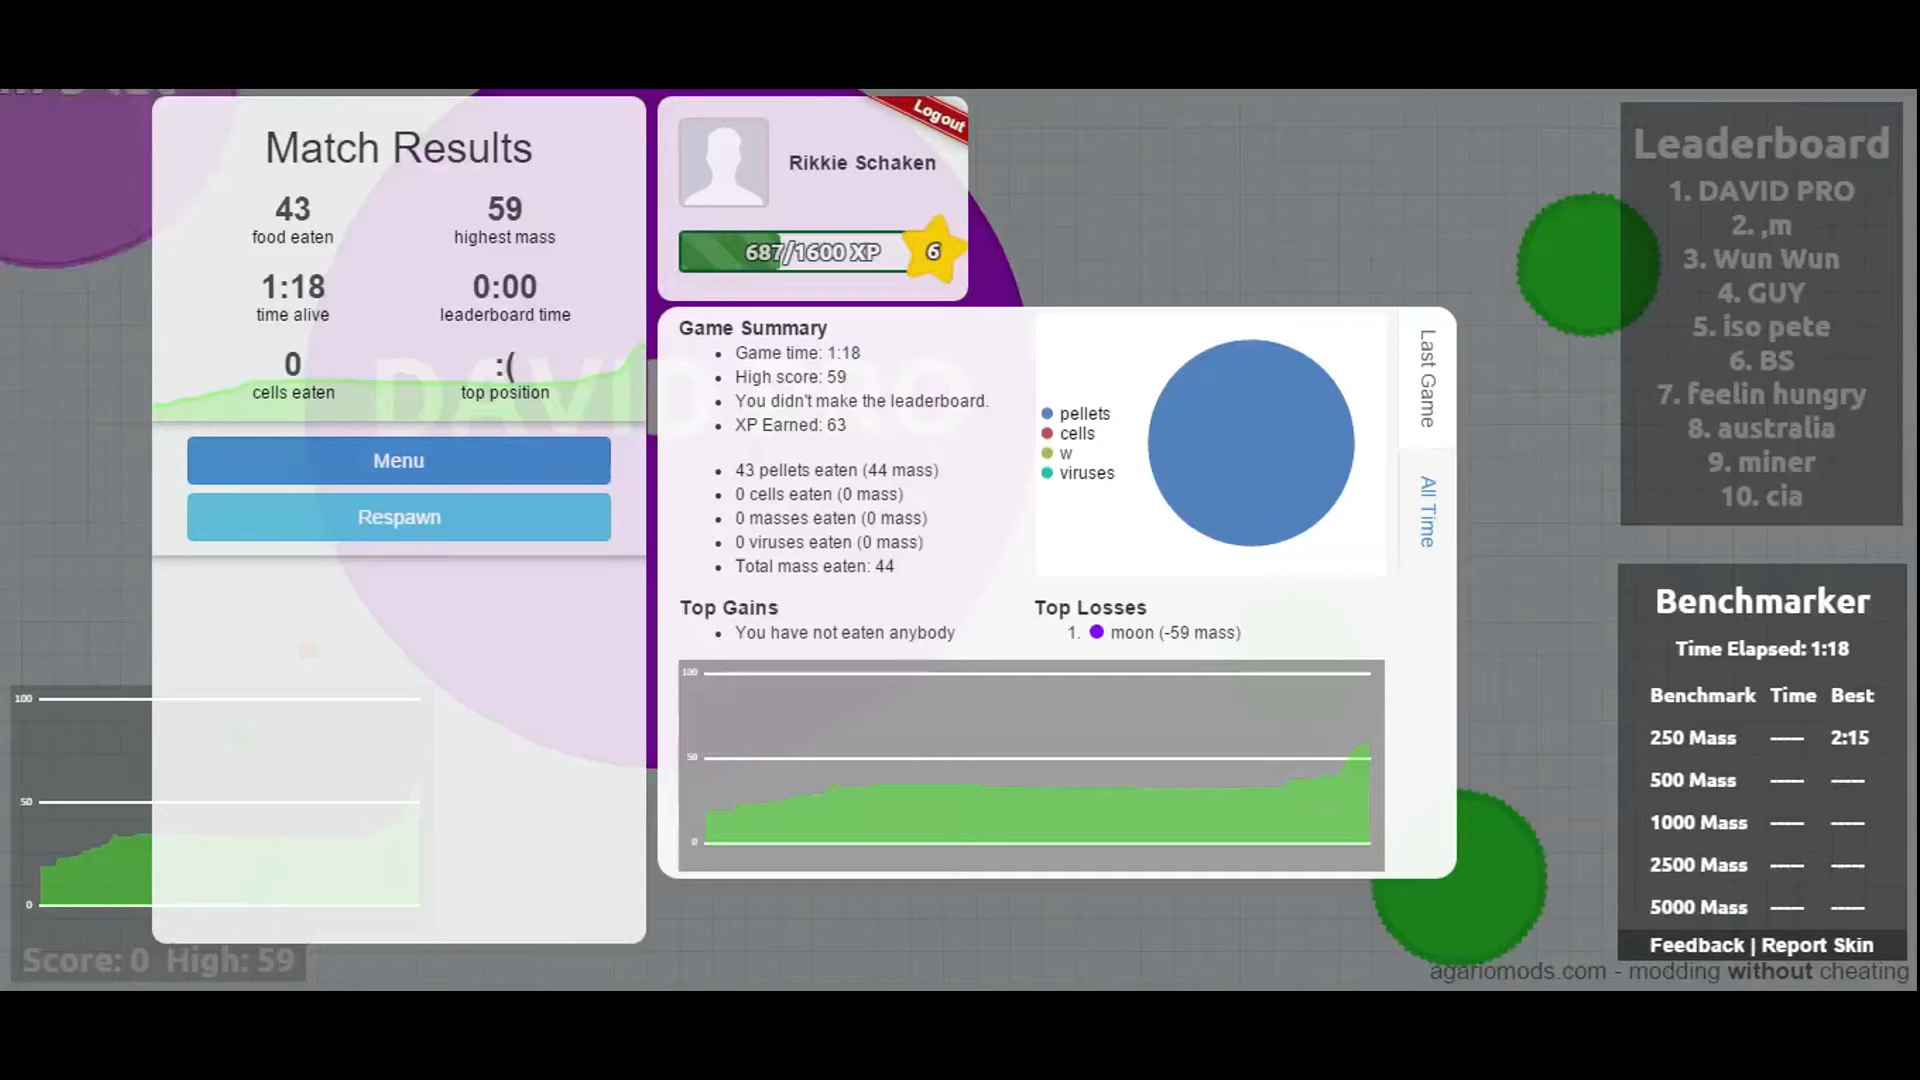 Match Results
43
food eaten
59
highest mass
1:18
time alive
0:00
leaderboard time
0
cells eaten
:(
top position
Menu
Respawn
100
50
0
Score: 0 High: 59
Logout
Rikkie Schaken
687/1600 XP
6
DAVID PRO
Game Summary
Game time: 1:18
High score: 59
You didn't make the leaderboard.
XP Earned: 63
43 pellets eaten (44 mass)
0 cells eaten (0 mass)
0 masses eaten (0 mass)
0 viruses eaten (0 mass)
Total mass eaten: 44
pellets
cells
w
viruses
Last Game
All Time
Top Gains
You have not eaten anybody
Top Losses
1. moon (-59 mass)
100
50
0
Leaderboard
1. DAVID PRO
2. ,m
3. Wun Wun
4. GUY
5. iso pete
6. BS
7. feelin hungry
8. australia
9. miner
10. cia
Benchmarker
Time Elapsed: 1:18
Benchmark Time Best
250 Mass ---- 2:15
500 Mass ---- ----
1000 Mass ---- ----
2500 Mass ---- ----
5000 Mass ---- ----
Feedback | Report Skin
agariomods.com - modding without cheating